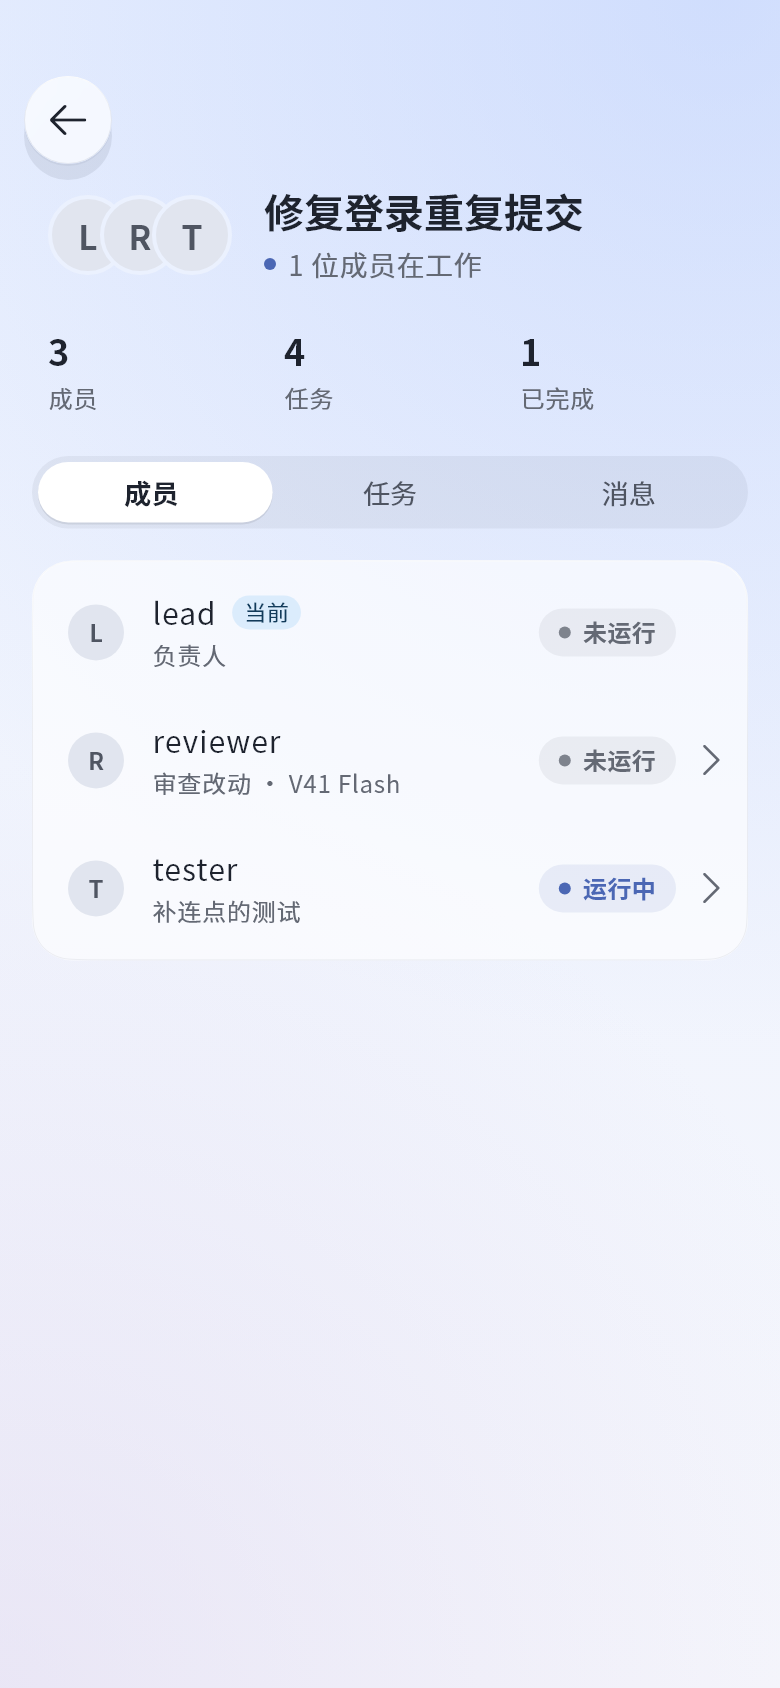 L R T
修复登录重复提交
1 位成员在工作
3 4 1
成员 任务 已完成
成员 任务 消息
L lead 当前 未运行
负责人
R reviewer 未运行
审查改动 · V41 Flash
T tester 运行中
补连点的测试